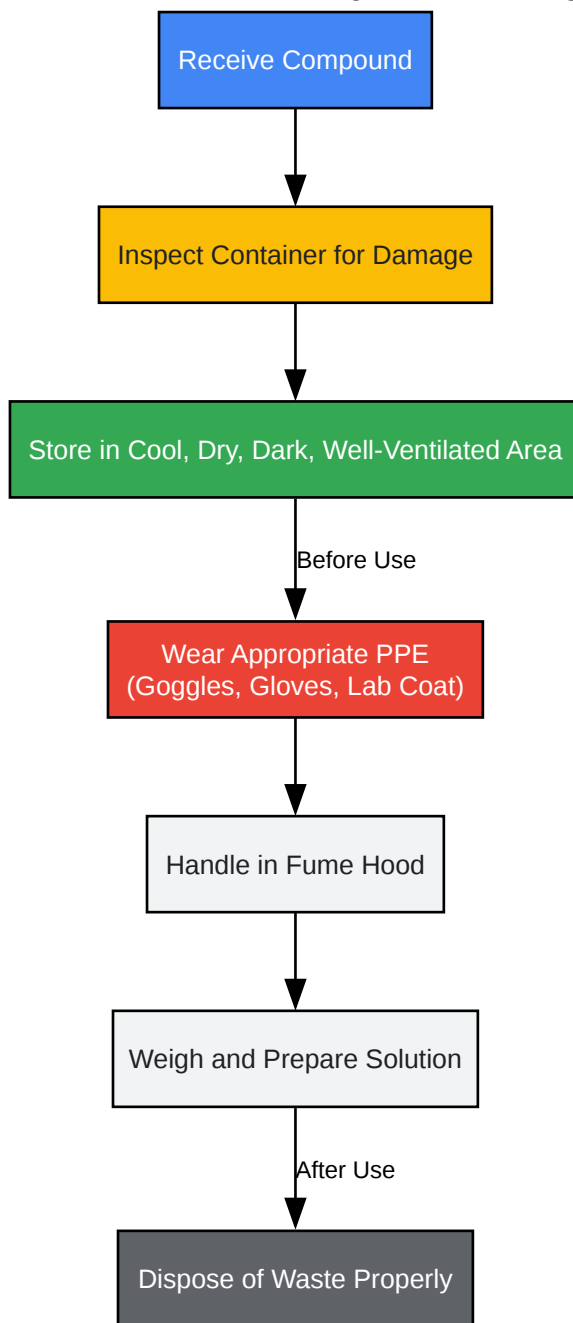 Receive Compound
Inspect Container for Damage
Store in Cool, Dry, Dark, Well-Ventilated Area
Before Use
Wear Appropriate PPE
(Goggles, Gloves, Lab Coat)
Handle in Fume Hood
Weigh and Prepare Solution
After Use
Dispose of Waste Properly